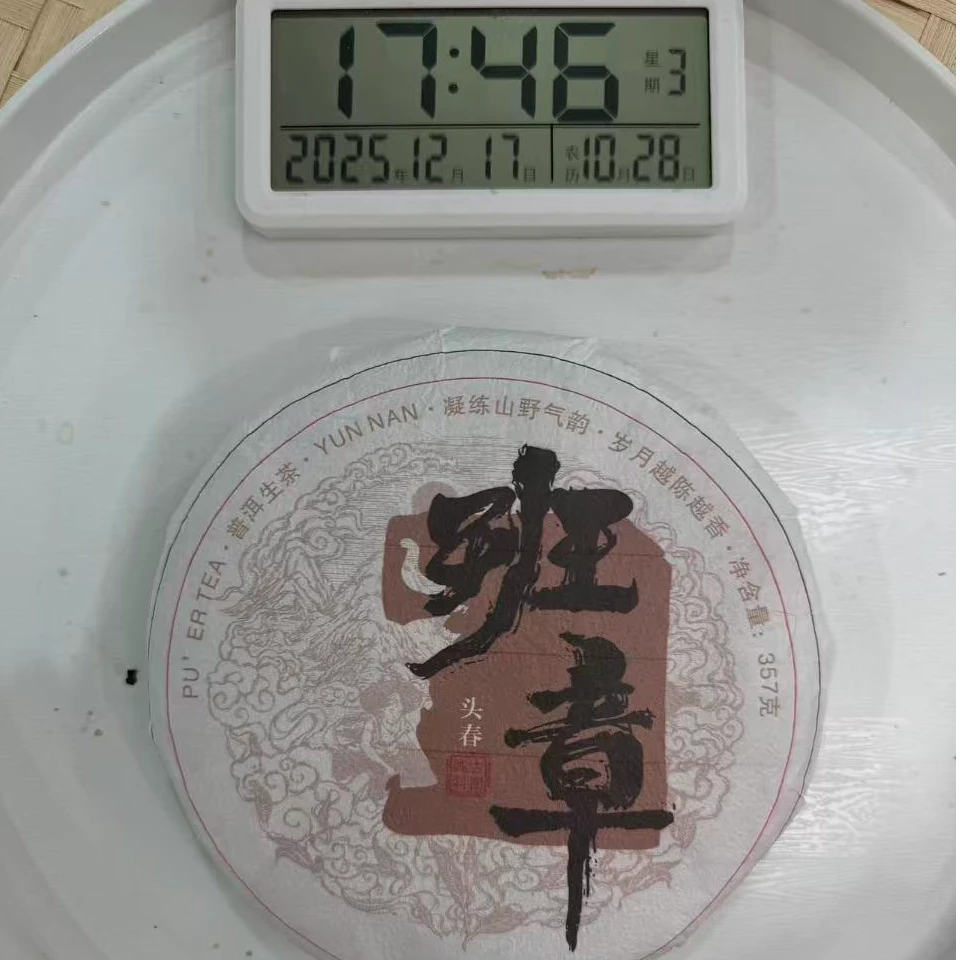 17:46 星期3
2025年12月17日 农历10月28日
PU'ER TEA · 普洱生茶 · YUN NAN · 凝练山野气韵 · 岁月越陈越香 · 净含量: 357克
班章
头春